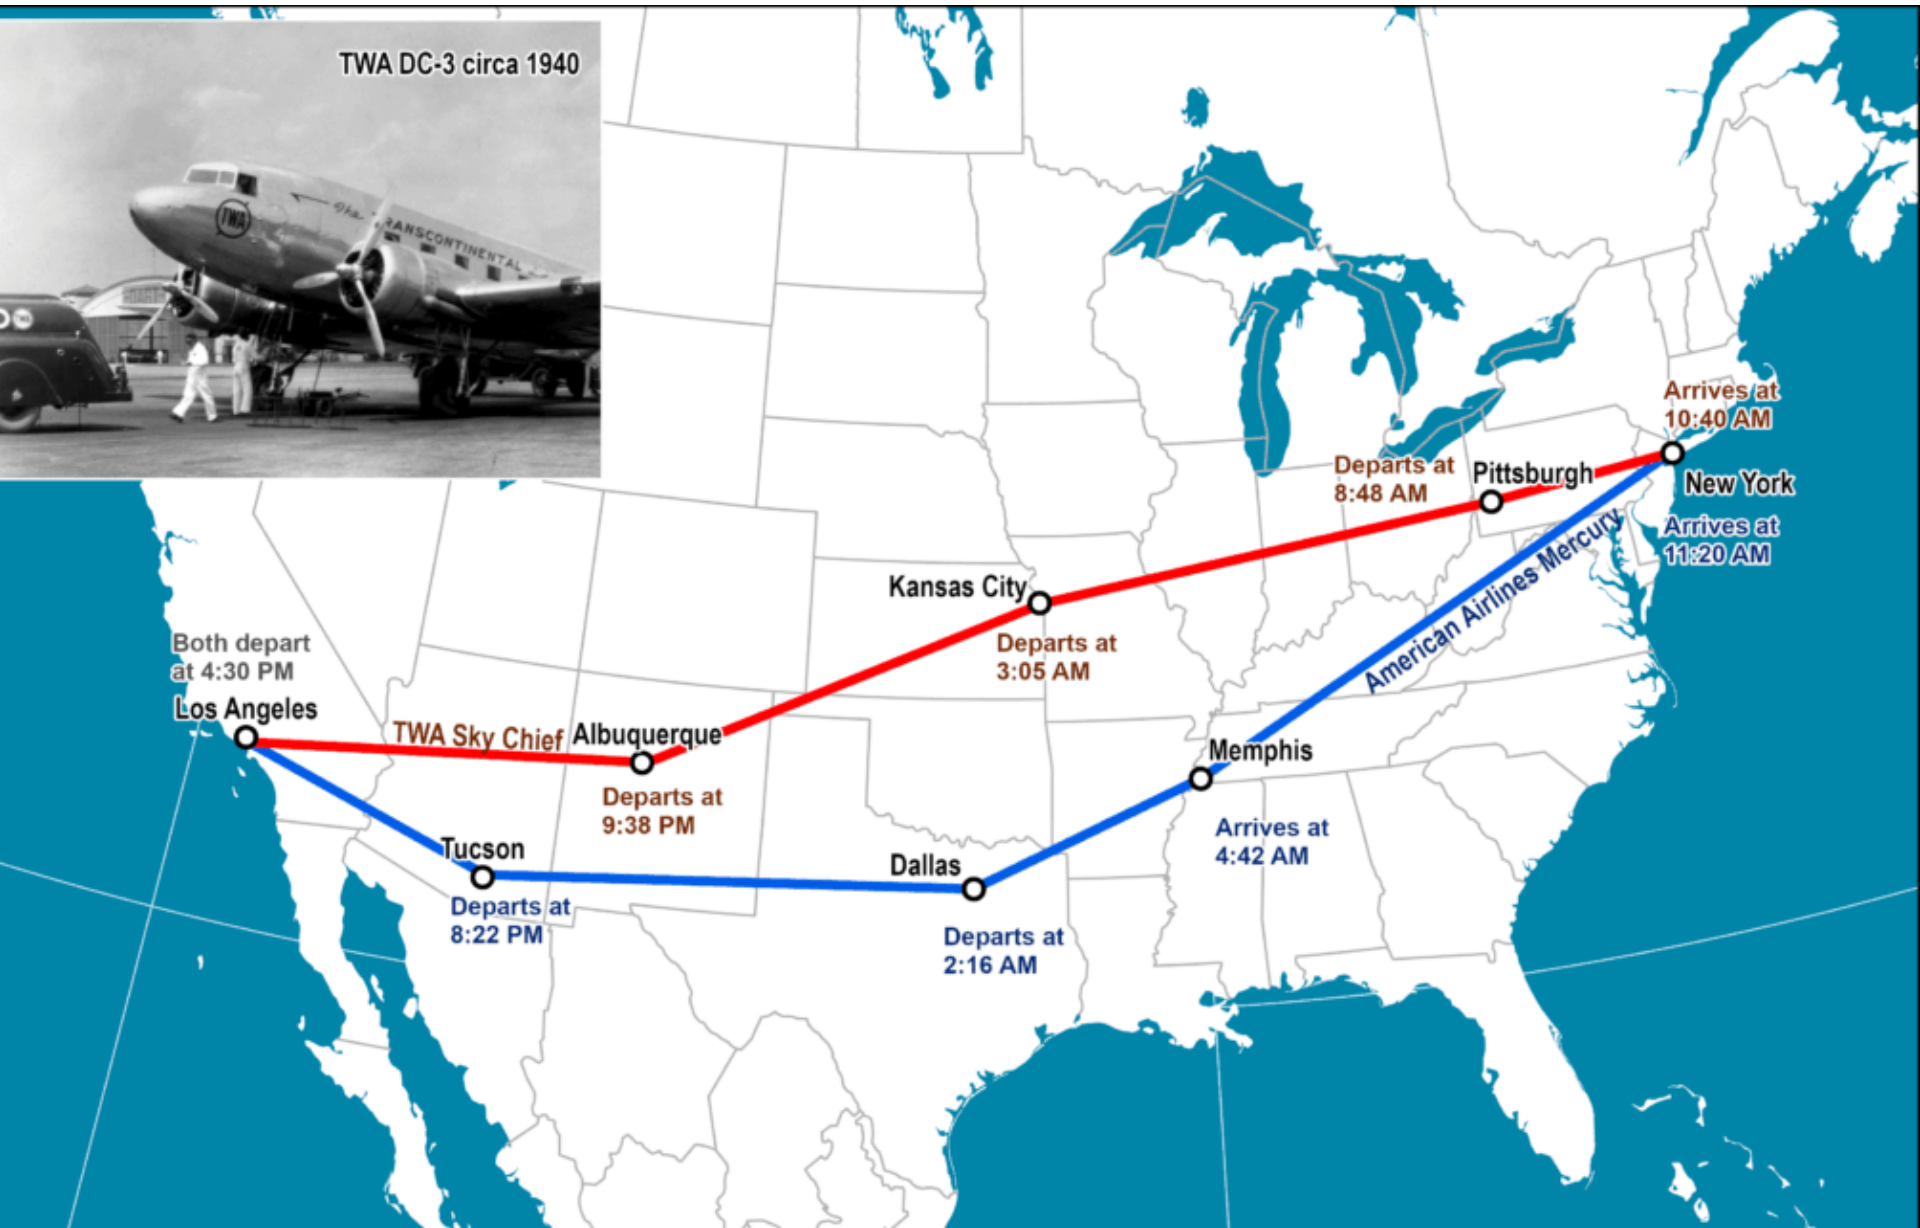 TWA DC-3 circa 1940
TWA
The TRANSCONTINENTAL
Arrives at
10:40 AM
Departs at
8:48 AM
Pittsburgh
New York
Arrives at
11:20 AM
American Airlines Mercury
Kansas City
Departs at
3:05 AM
Both depart
at 4:30 PM
Los Angeles
TWA Sky Chief
Albuquerque
Departs at
9:38 PM
Memphis
Arrives at
4:42 AM
Tucson
Departs at
8:22 PM
Dallas
Departs at
2:16 AM